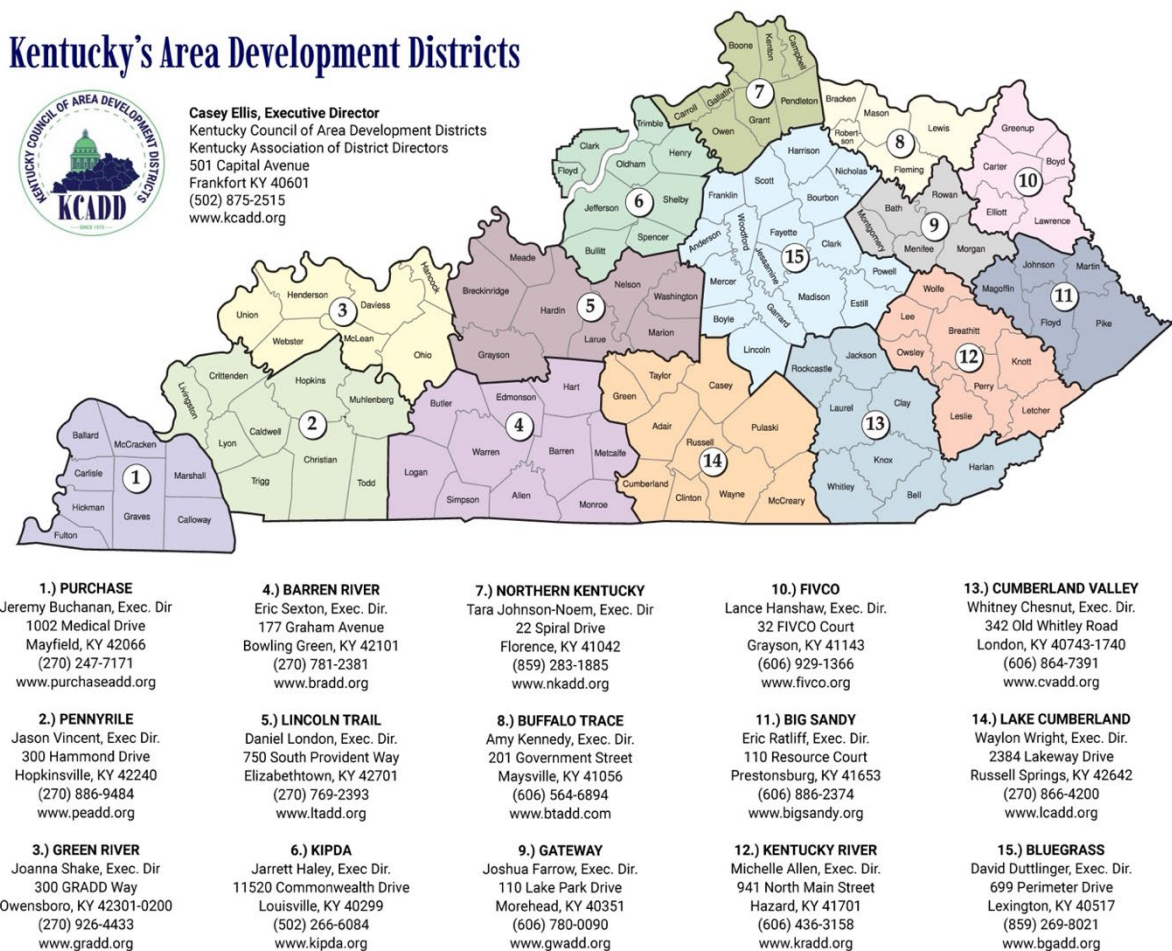 Kentucky's Area Development Districts
KENTUCKY COUNCIL OF AREA DEVELOPMENT DISTRICTS
KCADD
SINCE
Casey Ellis, Executive Director
Kentucky Council of Area Development Districts
Kentucky Association of District Directors
501 Capital Avenue
Frankfort KY 40601
(502) 875-2515
www.kcadd.org
Boone
Kenton
Campbell
Carroll
Gallatin
7
Pendleton
Grant
Owen
Bracken
Mason
Robert-
son
Lewis
8
Fleming
Greenup
Carter
Boyd
10
Elliott
Lawrence
Trimble
Clark
Floyd
Oldham
Henry
Jefferson
6
Shelby
Bullitt
Spencer
Harrison
Nicholas
Scott
Franklin
Bourbon
Woodford
Anderson
Fayette
Clark
15
Jessamine
Mercer
Powell
Madison
Estill
Boyle
Garrard
Lincoln
Bath
Rowan
Montgomery
9
Menifee
Morgan
Johnson
Martin
Magoffin
11
Floyd
Pike
Meade
Breckinridge
Nelson
Washington
Hardin
5
Larue
Marion
Grayson
Hancock
Henderson
Daviess
Union
3
McLean
Webster
Ohio
Wolfe
Lee
Breathitt
Owsley
12
Knott
Perry
Leslie
Letcher
Crittenden
Livingston
Hopkins
Muhlenberg
Caldwell
2
Lyon
Christian
Trigg
Todd
Butler
Edmonson
Hart
4
Warren
Barren
Metcalfe
Logan
Simpson
Allen
Monroe
Taylor
Casey
Green
Adair
Russell
Pulaski
14
Cumberland
Clinton
Wayne
McCreary
Rockcastle
Jackson
Laurel
Clay
13
Knox
Whitley
Bell
Harlan
Ballard
McCracken
Carlisle
1
Marshall
Hickman
Graves
Calloway
Fulton
1.) PURCHASE
Jeremy Buchanan, Exec. Dir
1002 Medical Drive
Mayfield, KY 42066
(270) 247-7171
www.purchaseadd.org
2.) PENNYRILE
Jason Vincent, Exec Dir.
300 Hammond Drive
Hopkinsville, KY 42240
(270) 886-9484
www.peadd.org
3.) GREEN RIVER
Joanna Shake, Exec. Dir
300 GRADD Way
Owensboro, KY 42301-0200
(270) 926-4433
www.gradd.org
4.) BARREN RIVER
Eric Sexton, Exec. Dir.
177 Graham Avenue
Bowling Green, KY 42101
(270) 781-2381
www.bradd.org
5.) LINCOLN TRAIL
Daniel London, Exec. Dir.
750 South Provident Way
Elizabethtown, KY 42701
(270) 769-2393
www.ltadd.org
6.) KIPDA
Jarrett Haley, Exec Dir.
11520 Commonwealth Drive
Louisville, KY 40299
(502) 266-6084
www.kipda.org
7.) NORTHERN KENTUCKY
Tara Johnson-Noem, Exec. Dir
22 Spiral Drive
Florence, KY 41042
(859) 283-1885
www.nkadd.org
8.) BUFFALO TRACE
Amy Kennedy, Exec. Dir.
201 Government Street
Maysville, KY 41056
(606) 564-6894
www.btadd.com
9.) GATEWAY
Joshua Farrow, Exec. Dir.
110 Lake Park Drive
Morehead, KY 40351
(606) 780-0090
www.gwadd.org
10.) FIVCO
Lance Hanshaw, Exec. Dir.
32 FIVCO Court
Grayson, KY 41143
(606) 929-1366
www.fivco.org
11.) BIG SANDY
Eric Ratliff, Exec. Dir.
110 Resource Court
Prestonsburg, KY 41653
(606) 886-2374
www.bigsandy.org
12.) KENTUCKY RIVER
Michelle Allen, Exec. Dir.
941 North Main Street
Hazard, KY 41701
(606) 436-3158
www.kradd.org
13.) CUMBERLAND VALLEY
Whitney Chesnut, Exec. Dir.
342 Old Whitley Road
London, KY 40743-1740
(606) 864-7391
www.cvadd.org
14.) LAKE CUMBERLAND
Waylon Wright, Exec. Dir.
2384 Lakeway Drive
Russell Springs, KY 42642
(270) 866-4200
www.lcadd.org
15.) BLUEGRASS
David Duttlinger, Exec. Dir.
699 Perimeter Drive
Lexington, KY 40517
(859) 269-8021
www.bgadd.org